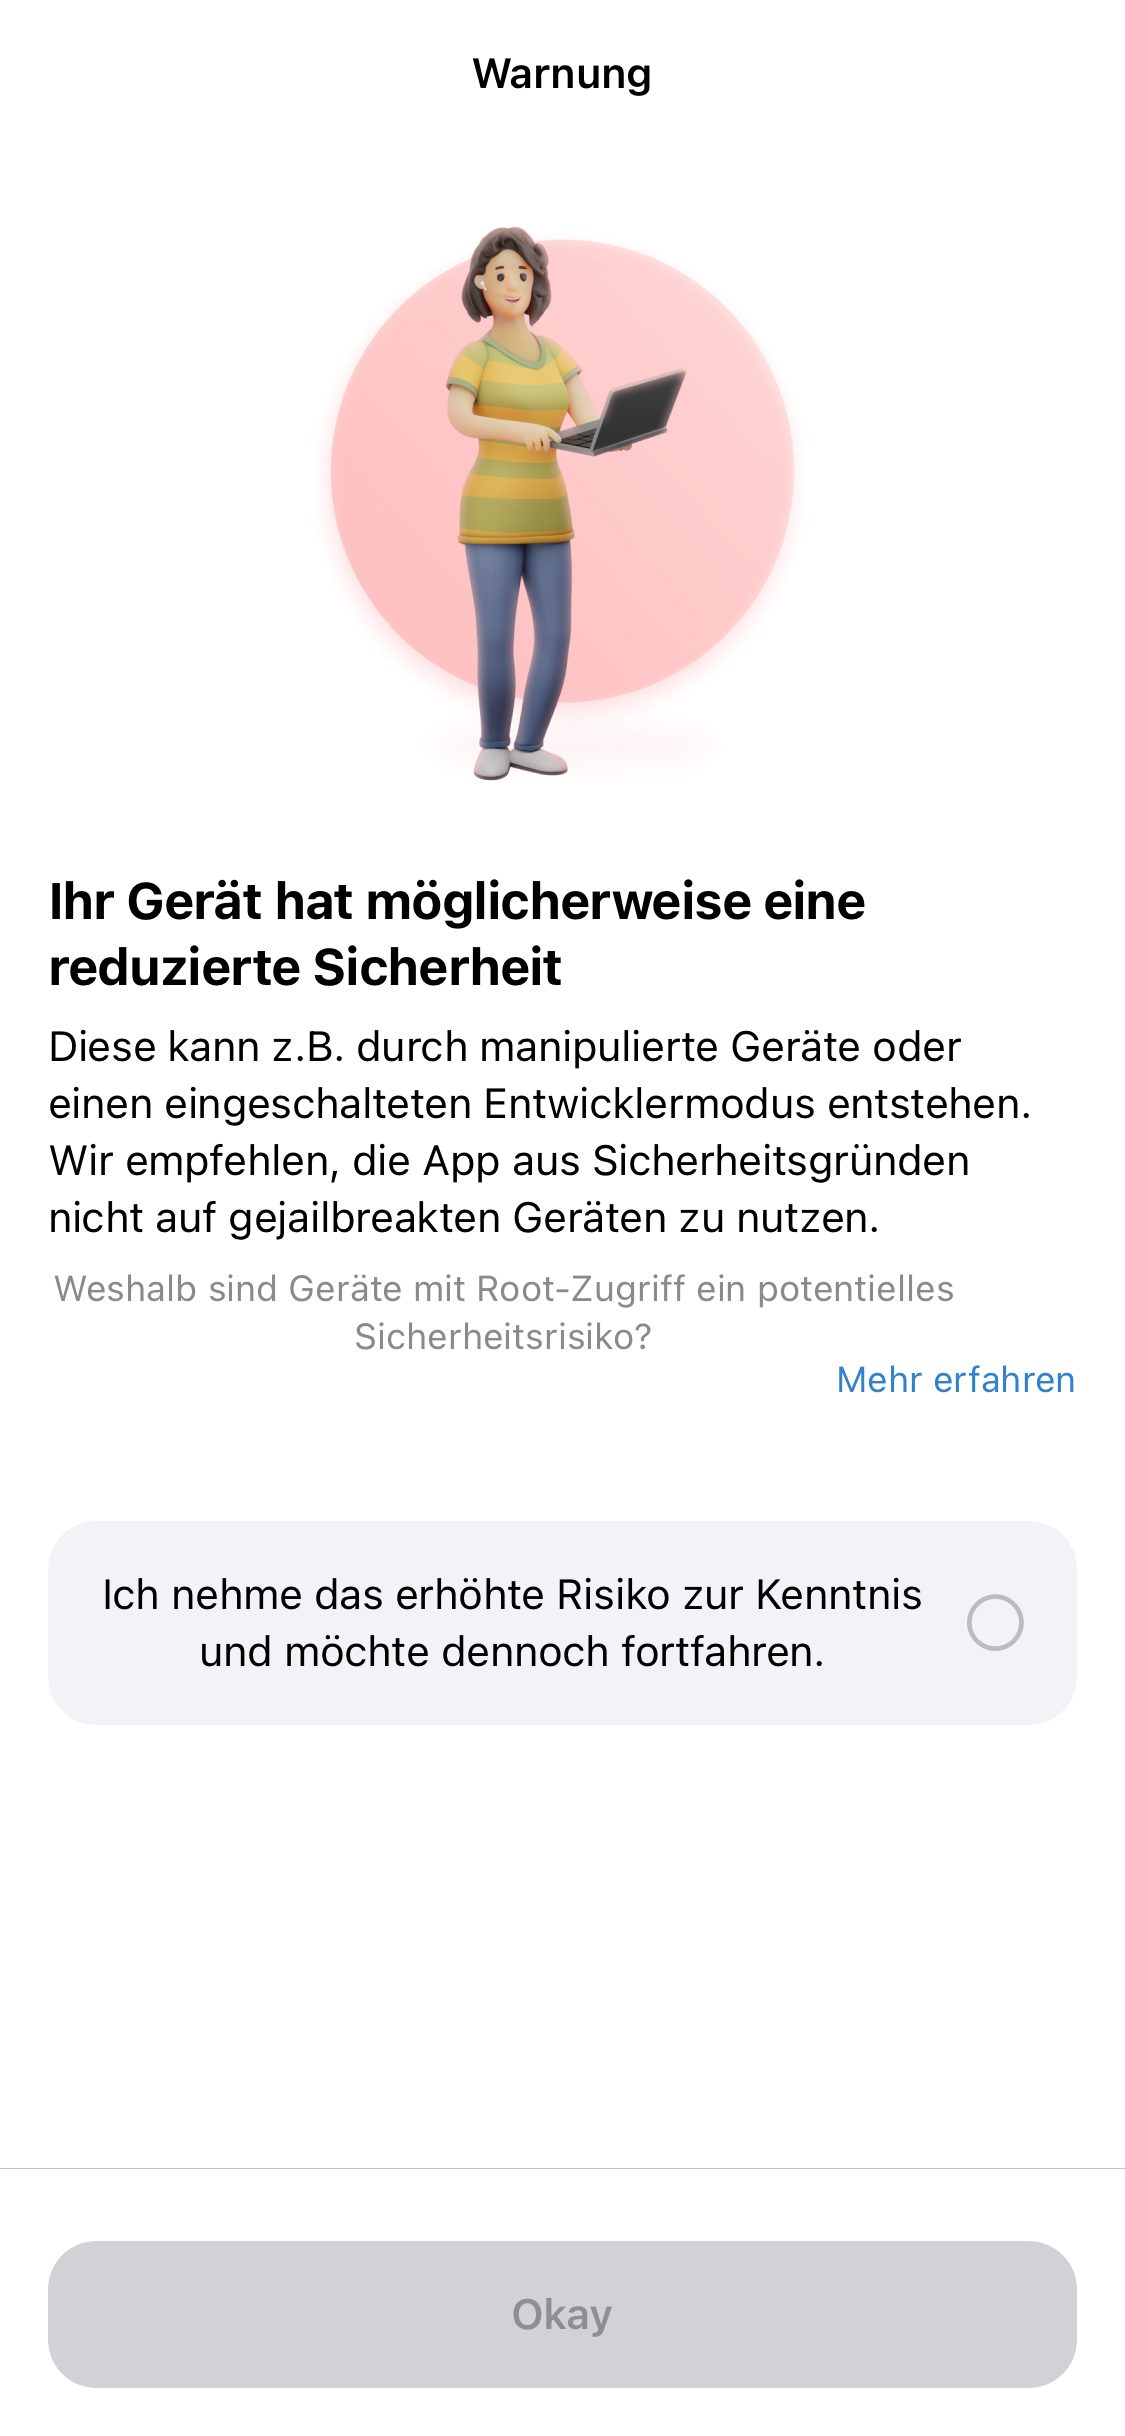 Warnung
Ihr Gerät hat möglicherweise eine
reduzierte Sicherheit
Diese kann z.B. durch manipulierte Geräte oder
einen eingeschalteten Entwicklermodus entstehen.
Wir empfehlen, die App aus Sicherheitsgründen
nicht auf gejailbreakten Geräten zu nutzen.
Weshalb sind Geräte mit Root-Zugriff ein potentielles
Sicherheitsrisiko?
Mehr erfahren
Ich nehme das erhöhte Risiko zur Kenntnis
und möchte dennoch fortfahren.
Okay